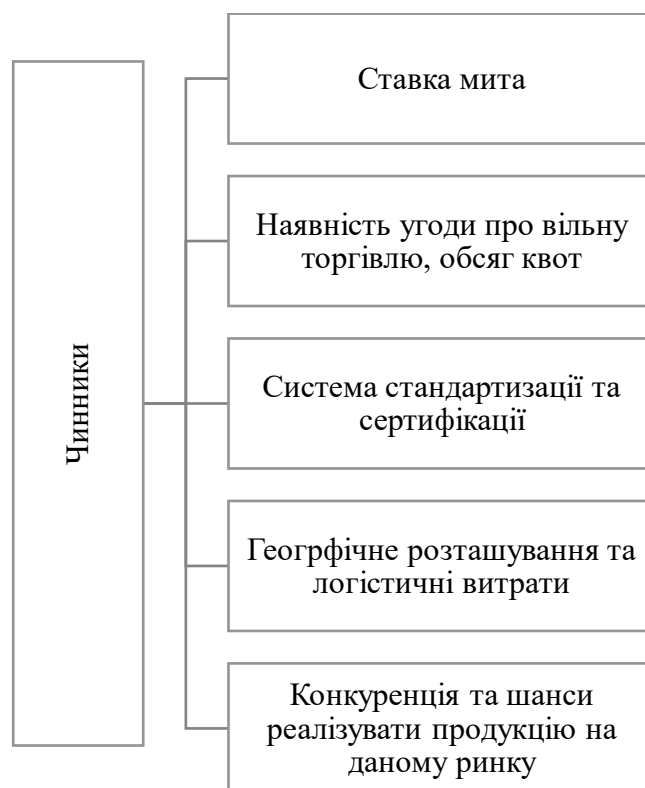 Чинники
Ставка мита
Наявність угоди про вільну
торгівлю, обсяг квот
Система стандартизації та
сертифікації
Геогрфічне розташування та
логістичні витрати
Конкуренція та шанси
реалізувати продукцію на
даному ринку